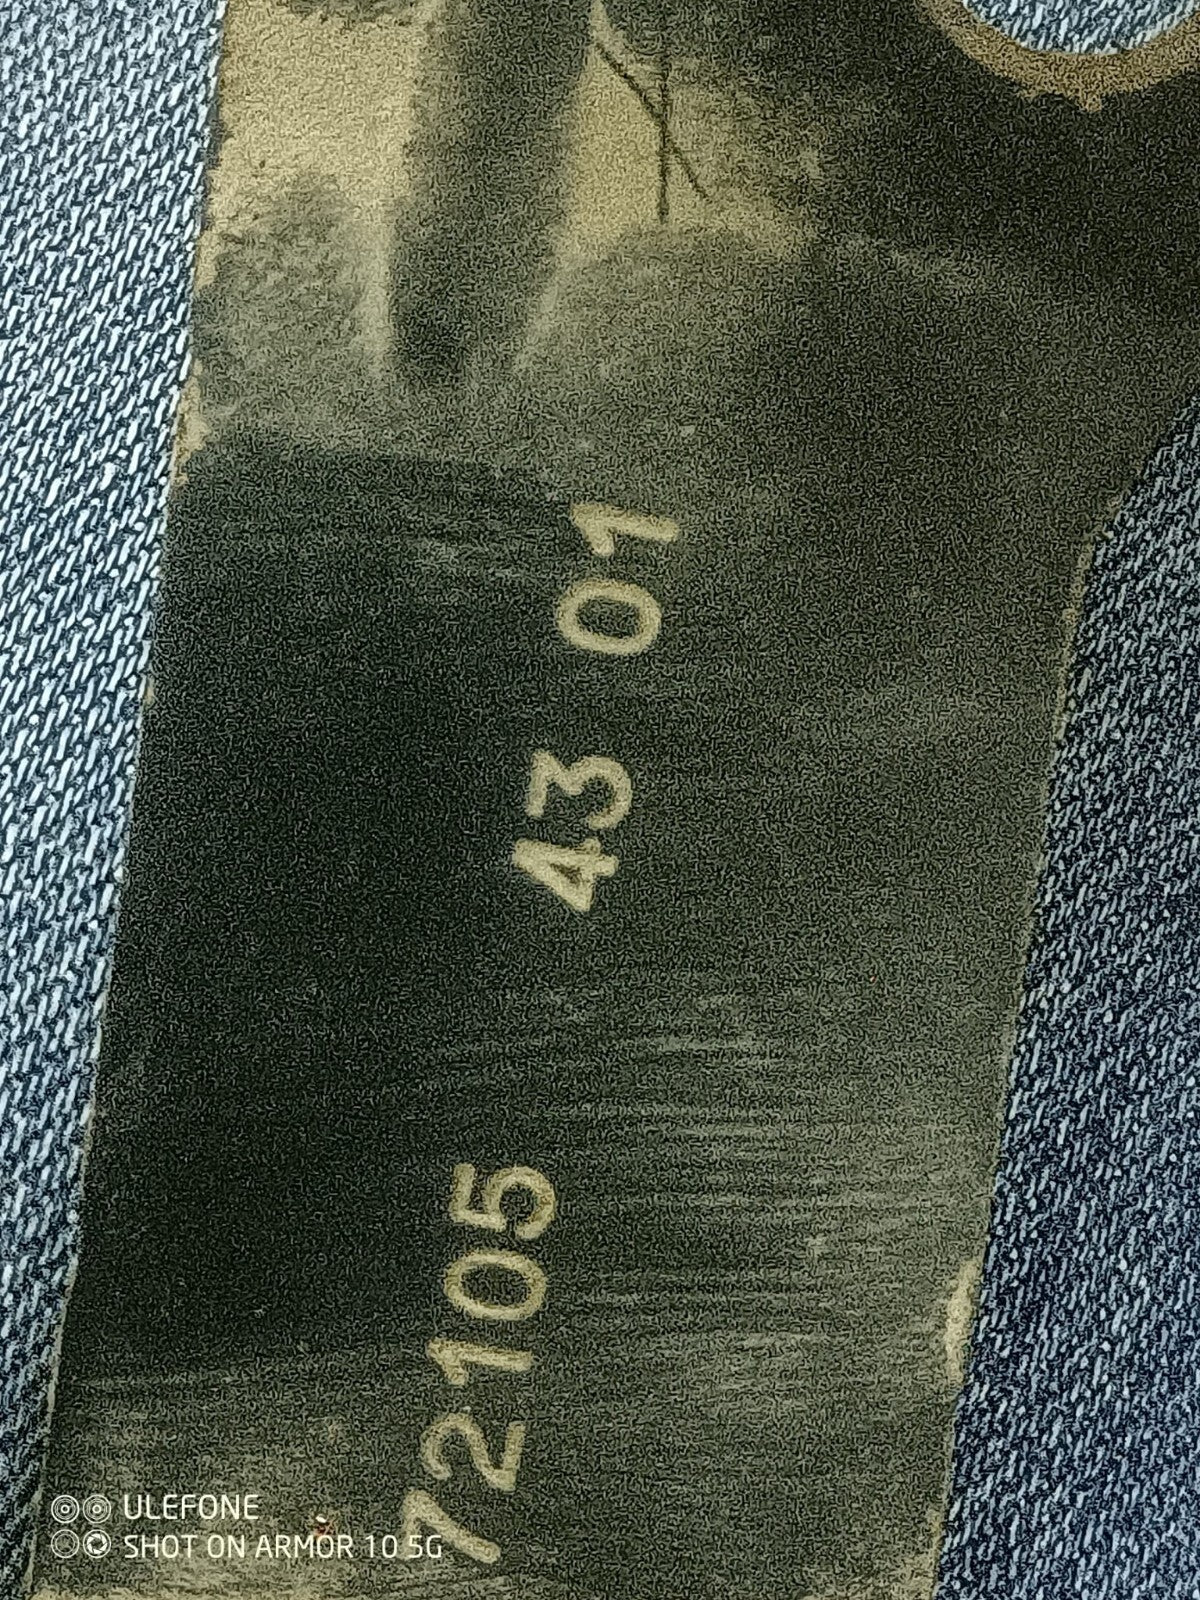 72105 43 01
ULEFONE
SHOT ON ARMOR 10 5G